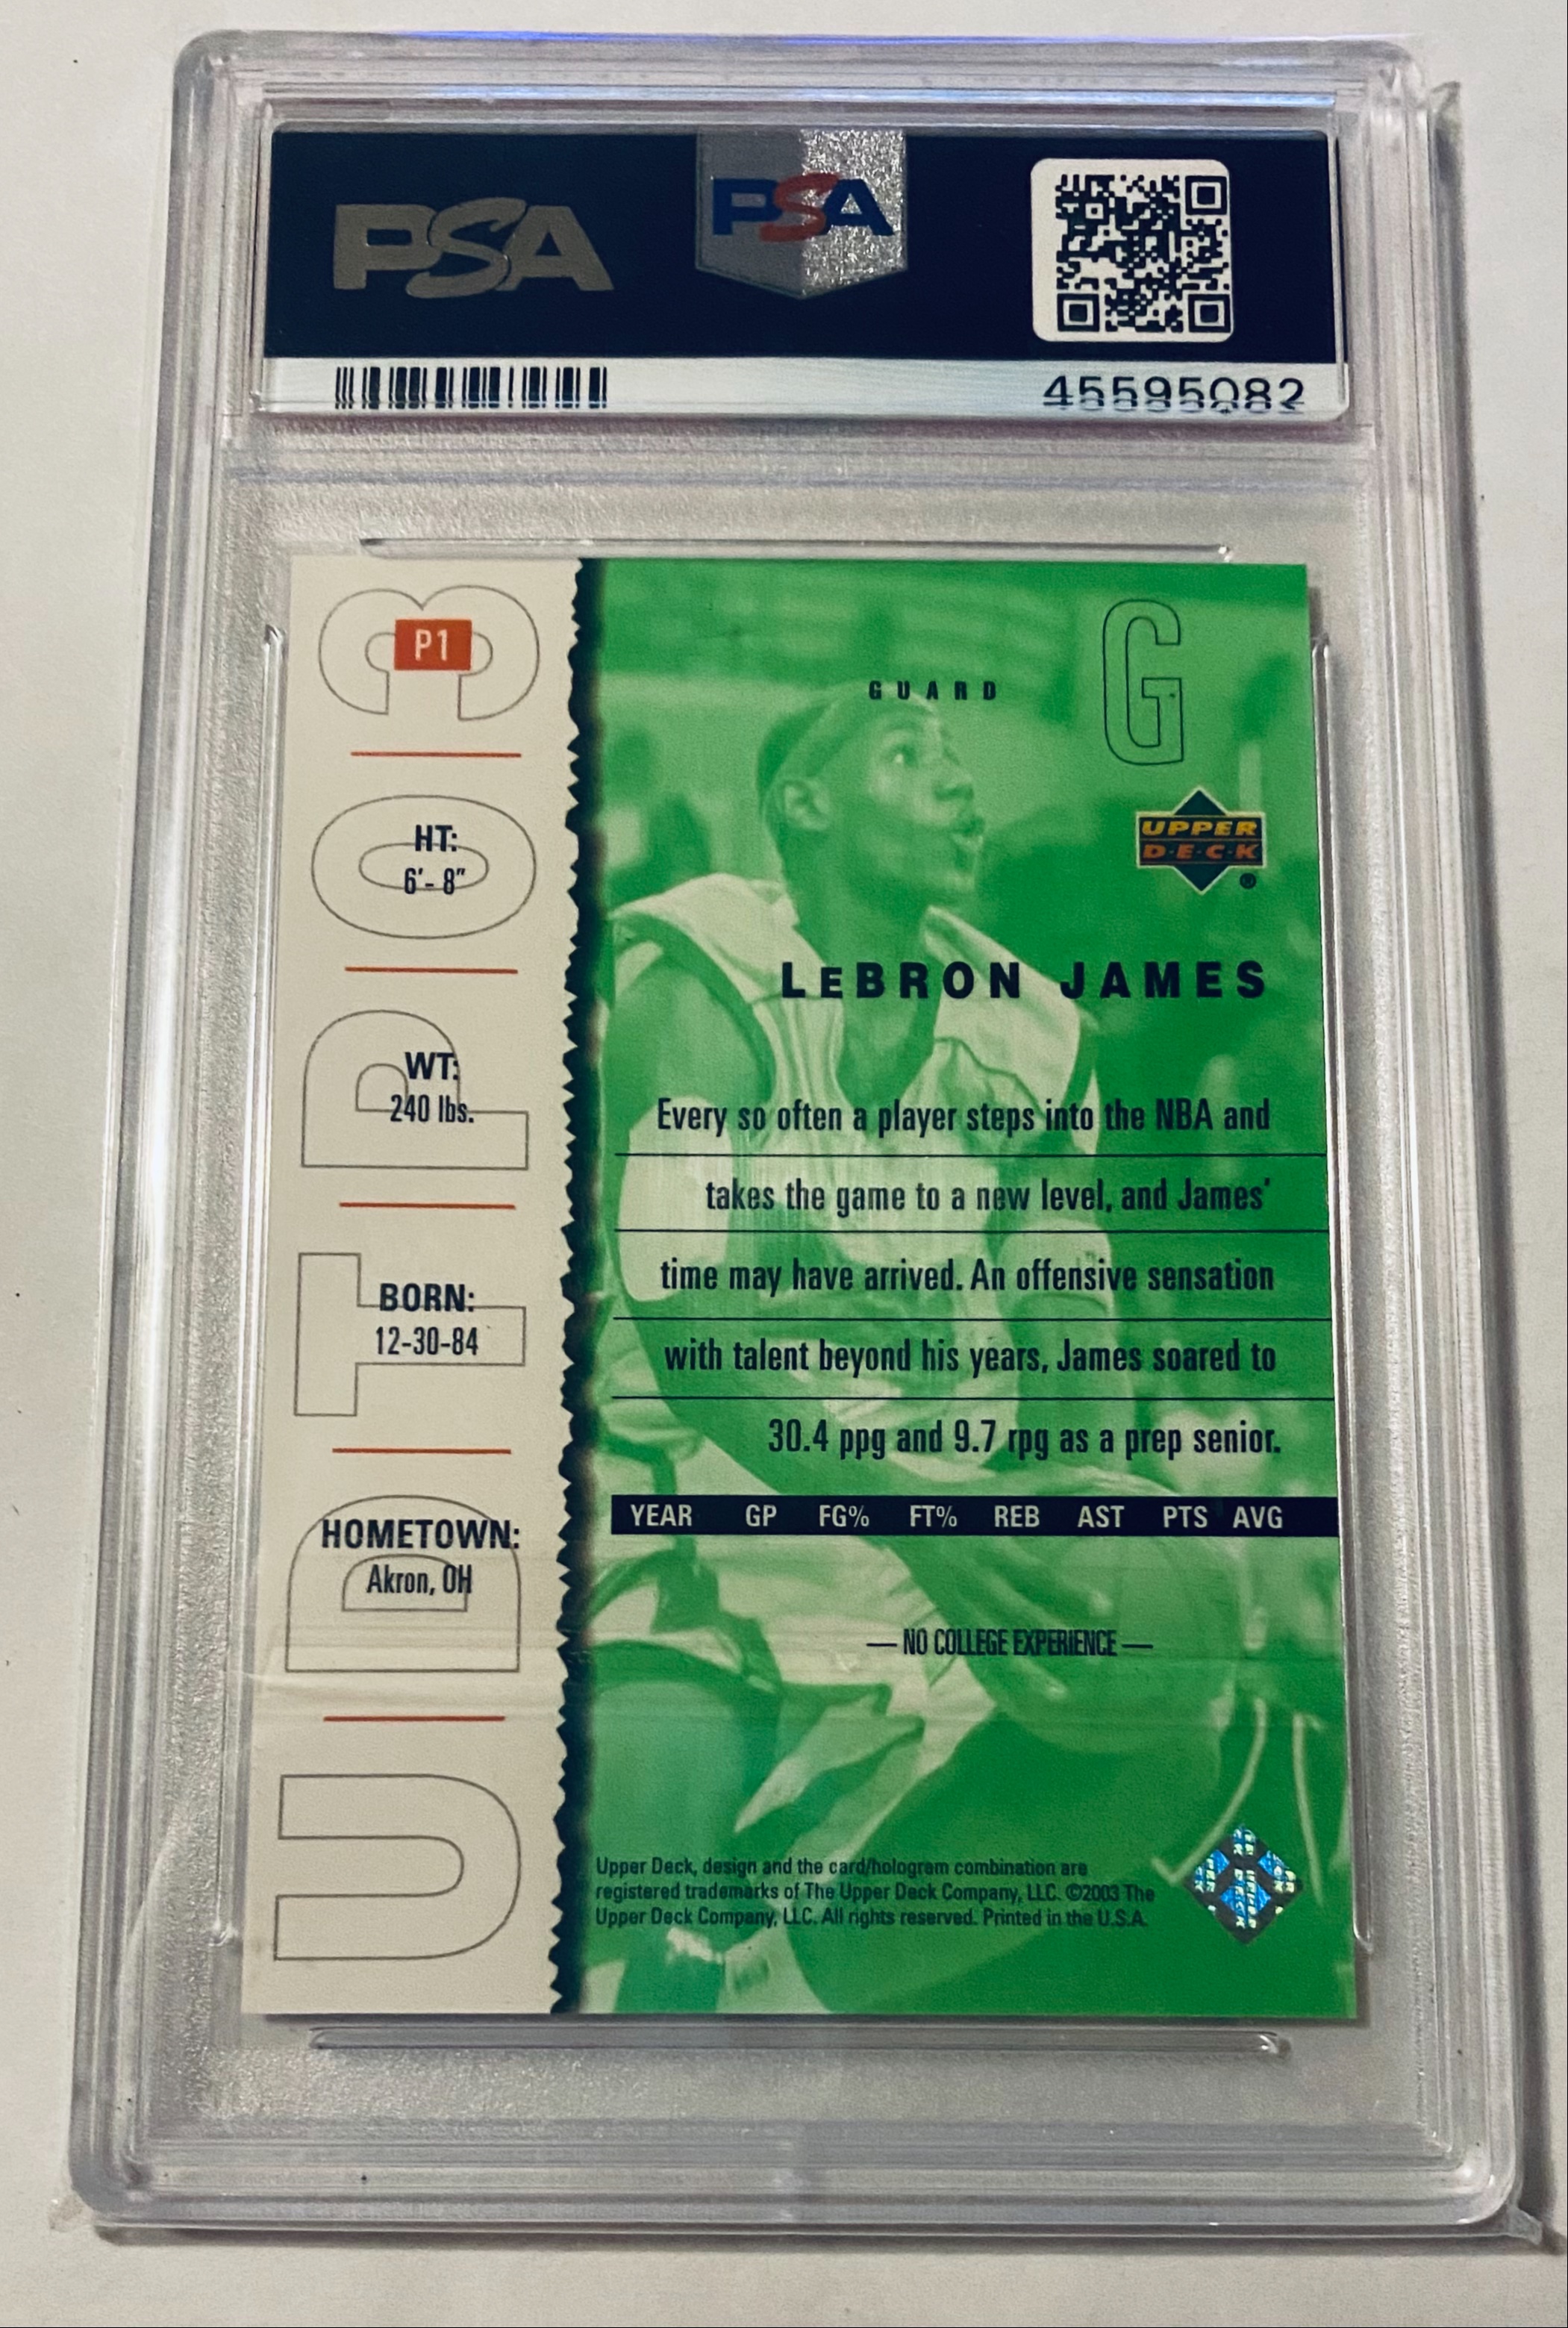 PSA
PSA
45595082
P1
GUARD
G
HT:
6'- 8"
UPPER
D·E·C·K
®
LEBRON JAMES
WT:
240 lbs.
Every so often a player steps into the NBA and
takes the game to a new level, and James'
time may have arrived. An offensive sensation
with talent beyond his years, James soared to
30.4 ppg and 9.7 rpg as a prep senior.
BORN:
12-30-84
YEAR GP FG% FT% REB AST PTS AVG
HOMETOWN:
Akron, OH
— NO COLLEGE EXPERIENCE —
UD|T|P|0|3
Upper Deck, design and the card/hologram combination are
registered trademarks of The Upper Deck Company, LLC. ©2003 The
Upper Deck Company, LLC. All rights reserved. Printed in the U.S.A.